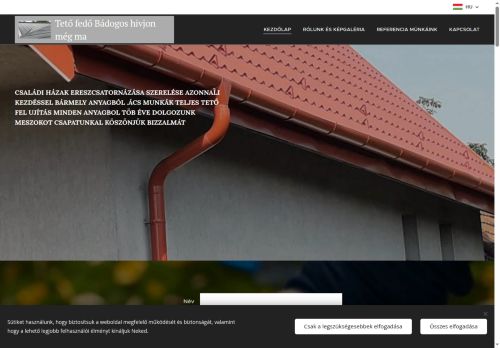 HU
Tető fedő Bádogos hivjon
még ma
KEZDŐLAP
RÓLUNK ÉS KÉPGALÉRIA
REFERENCIA MÚNKÁINK
KAPCSOLAT
CSALÁDI HÁZAK ERESZCSATORNÁZÁSA SZERELÉSE AZONNALI
KEZDÉSSEL BÁRMELY ANYAGBÓL .ÁCS MUNKÁK TELJES TETŐ
FEL UJÍTÁS MINDEN ANYAGBOL TÖB ÉVE DOLGOZUNK
MESZOROT CSAPATUNKAL KÖSZÖNJÜK BIZZALMÁT
Név
Sütiket használunk, hogy biztosítsuk a weboldal megfelelő működését és biztonságát, valamint
hogy a lehető legjobb felhasználói élményt kínáljuk Neked.
Csak a legszükségesebbek elfogadása
Összes elfogadása